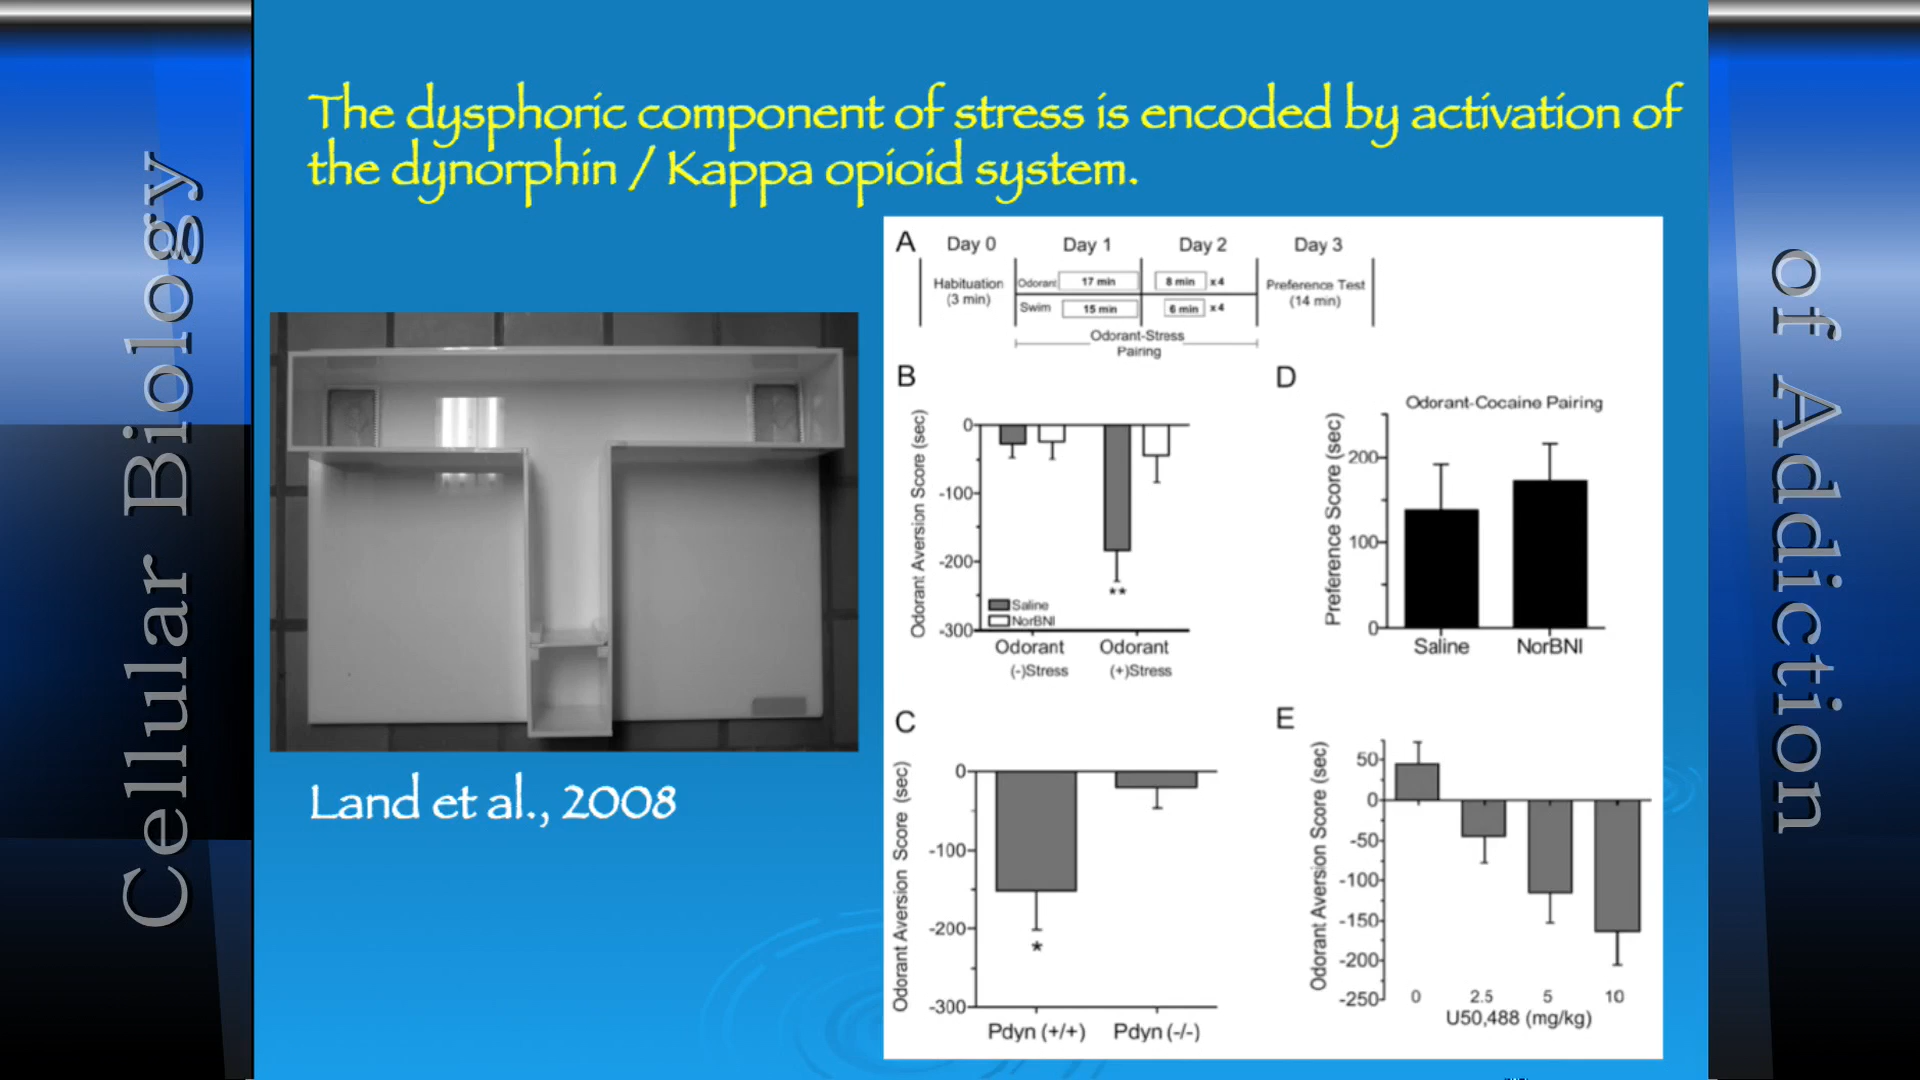 Cellular Biology
of Addiction
The dysphoric component of stress is encoded by activation of
the dynorphin / Kappa opioid system.
Land et al., 2008
A
Day 0 Day 1 Day 2 Day 3
Habituation
(3 min)
Odorant 17 min 8 min x4
Swim 15 min 6 min x4
Preference Test
(14 min)
Odorant-Stress
Pairing
B
Odorant Aversion Score (sec)
0
-100
-200
-300
**
Saline
NorBNI
Odorant Odorant
(-)Stress (+)Stress
D
Odorant-Cocaine Pairing
Preference Score (sec)
200
100
0
Saline NorBNI
C
Odorant Aversion Score (sec)
0
-100
-200
-300
*
Pdyn (+/+) Pdyn (-/-)
E
Odorant Aversion Score (sec)
50
0
-50
-100
-150
-200
-250
0 2.5 5 10
U50,488 (mg/kg)